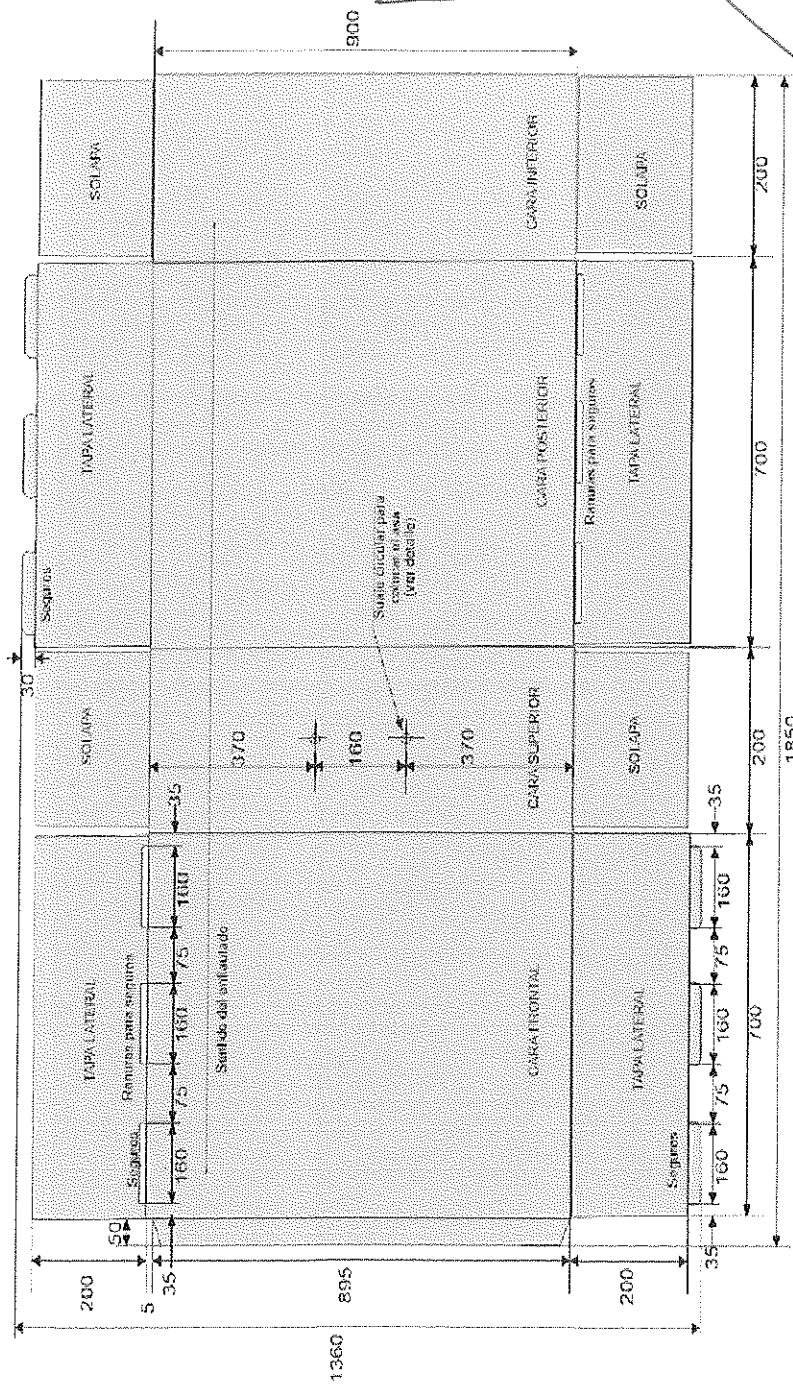 1360
200
5
35
895
200
50
TAPA LATERAL
Ranuras para seguros
Seguros
160
75
160
75
160
35
Sentido del enflautado
CARA FRONTAL
TAPA LATERAL
Seguros
35
160
75
160
75
160
35
700
SOLAPA
370
160
370
CARA SUPERIOR
SOLAPA
200
1850
30
Seguros
TAPA LATERAL
Suaje circular para
colocar el asa
(ver detalle)
CARA POSTERIOR
Ranuras para seguros
TAPA LATERAL
700
SOLAPA
CARA INFERIOR
SOLAPA
200
900